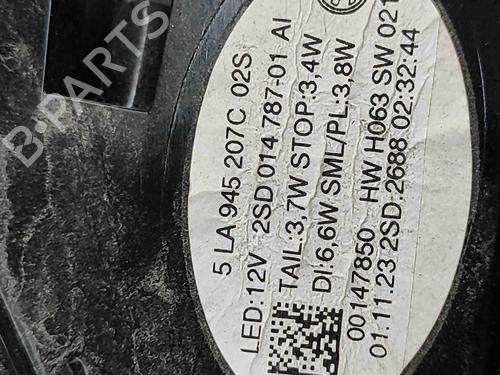 5 LA 945 207C 02S
LED:12V 2SD 014 787-01 AI
TAIL:3,7W STOP:3,4W
DI:6,6W SML/PL:3,8W
00147850 HW H063 SW 021
01.11.23 2SD:2688 02:32:44
B-PARTS